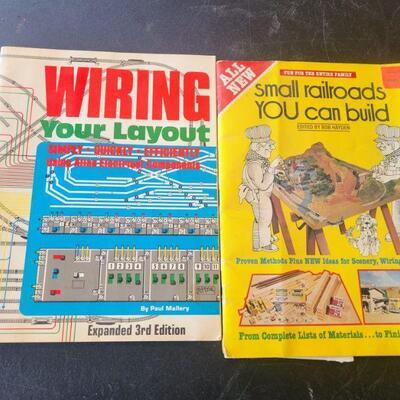 WIRING
Your Layout
SIMPLY • QUICKLY • EFFICIENTLY
Using Atlas Electrical Components
By Paul Mallery
Expanded 3rd Edition
ALL NEW
FUN FOR THE ENTIRE FAMILY
small railroads
YOU can build
EDITED BY BOB HAYDEN
Proven Methods Plus NEW Ideas for Scenery, Wiring
From Complete Lists of Materials...to Fini